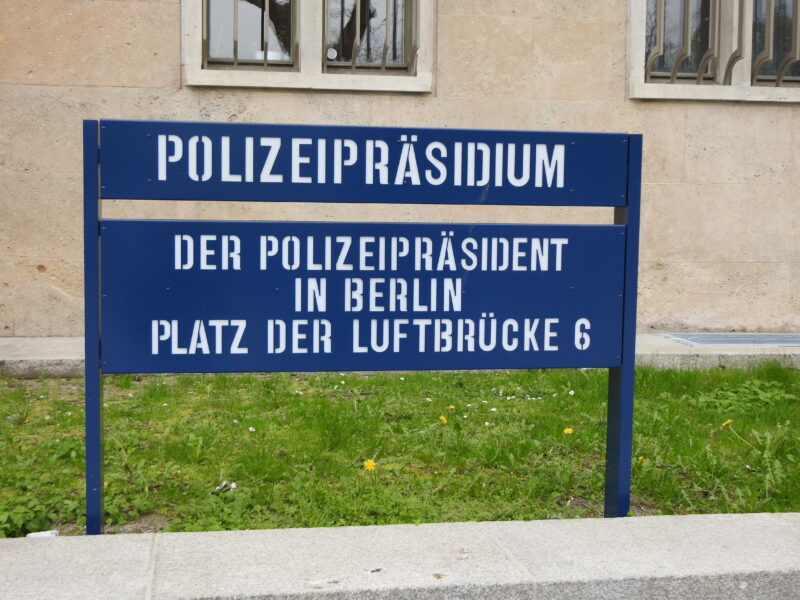 POLIZEIPRÄSIDIUM
DER POLIZEIPRÄSIDENT
IN BERLIN
PLATZ DER LUFTBRÜCKE 6